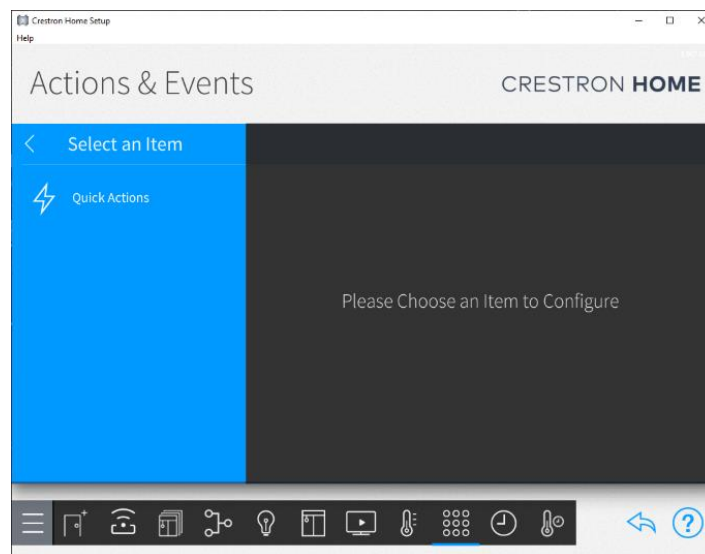 Crestron Home Setup
Help
Actions & Events
CRESTRON HOME
Select an Item
Quick Actions
Please Choose an Item to Configure
?